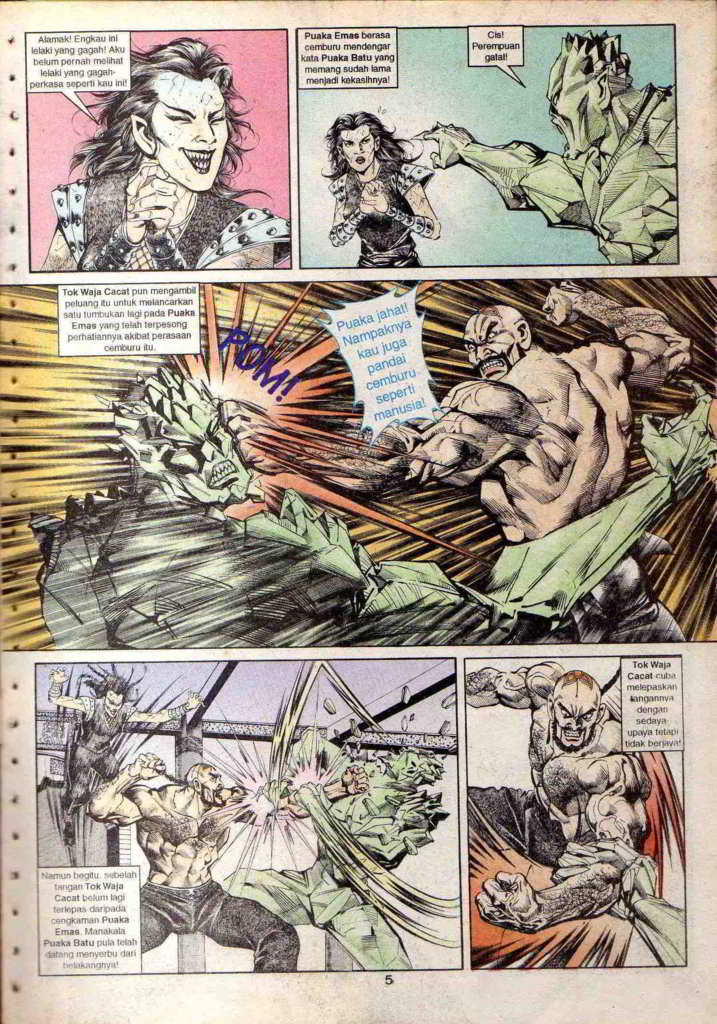 Alamak! Engkau ini
lelaki yang gagah! Aku
belum pernah melihat
lelaki yang gagah-
perkasa seperti kau ini!
Puaka Emas berasa
cemburu mendengar
kata Puaka Batu yang
memang sudah lama
menjadi kekasihnya!
Cis!
Perempuan
gatal!
Tok Waja Cacat pun mengambil
peluang itu untuk melancarkan
satu tumbukan lagi pada Puaka
Emas yang telah terpesong
perhatiannya akibat perasaan
cemburu itu.
POM!
Puaka jahat!
Nampaknya
kau juga
pandai
cemburu
seperti
manusia!
Namun begitu, sebelah
tangan Tok Waja
Cacat belum lagi
terlepas daripada
cengkaman Puaka
Emas. Manakala
Puaka Batu pula telah
datang menyerbu dari
belakangnya!
Tok Waja
Cacat cuba
melepaskan
tangannya
dengan
sedaya
upaya tetapi
tidak berjaya!
5